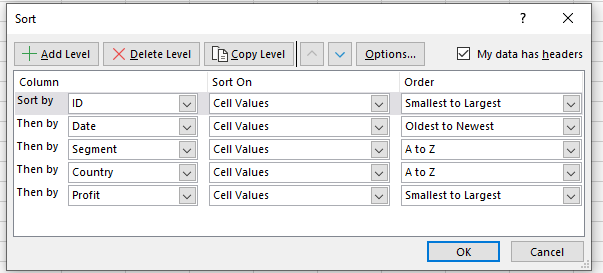 Sort
?
Add Level Delete Level Copy Level Options... My data has headers
Column Sort On Order
Sort by ID Cell Values Smallest to Largest
Then by Date Cell Values Oldest to Newest
Then by Segment Cell Values A to Z
Then by Country Cell Values A to Z
Then by Profit Cell Values Smallest to Largest
OK Cancel